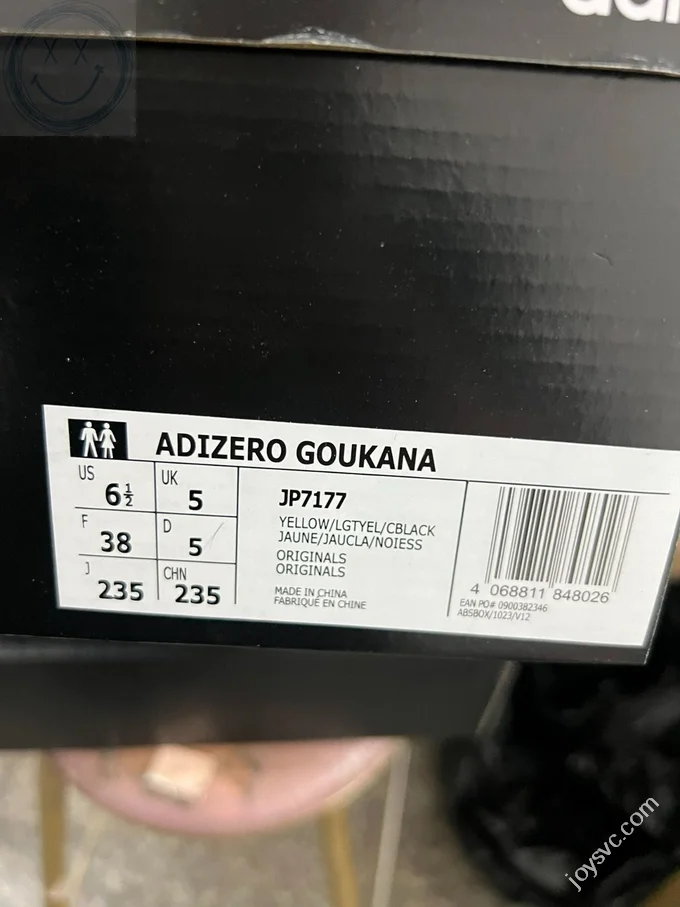 ADIZERO GOUKANA
US
6½
UK
5
F
38
D
5
J
235
CHN
235
JP7177
YELLOW/LGTYEL/CBLACK
JAUNE/JAUCLA/NOIESS
ORIGINALS
ORIGINALS
MADE IN CHINA
FABRIQUÉ EN CHINE
4 068811 848026
EAN PO# 0900382346
ABSBOX/1023/V12
joysvc.com